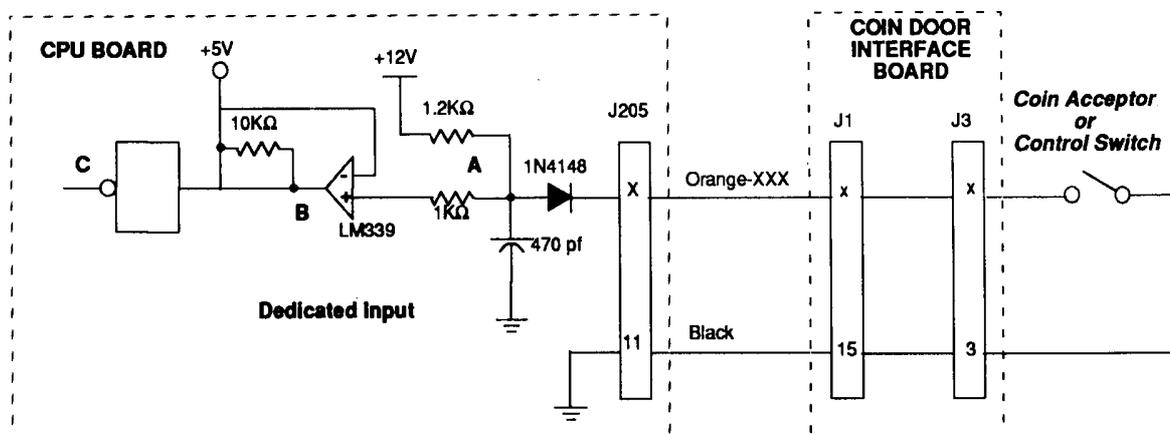 CPU BOARD
+5V
+12V
10KΩ
1.2KΩ
A
C
B
-
+
LM339
1KΩ
1N4148
470 pf
Dedicated Input
J205
X
11
Orange-XXX
Black
COIN DOOR
INTERFACE
BOARD
J1
x
15
J3
x
3
Coin Acceptor
or
Control Switch